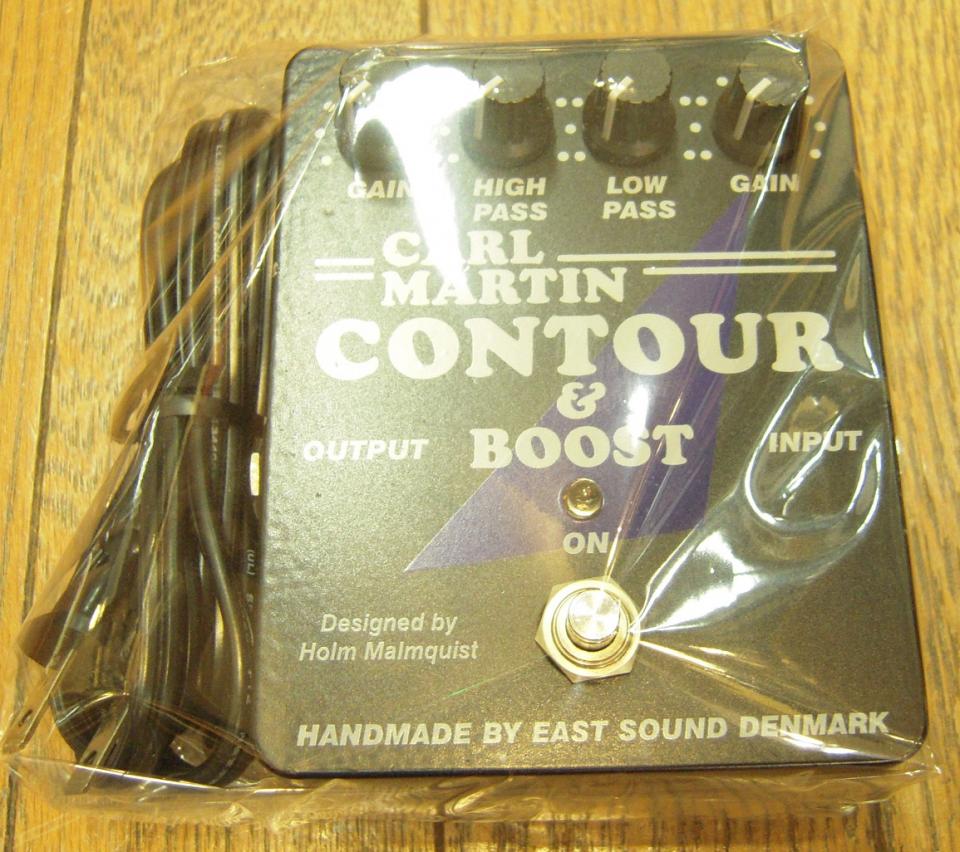 GAIN
HIGH PASS
LOW PASS
GAIN
CARL
MARTIN
CONTOUR
&
BOOST
OUTPUT
INPUT
ON
Designed by
Holm Malmquist
HANDMADE BY EAST SOUND DENMARK